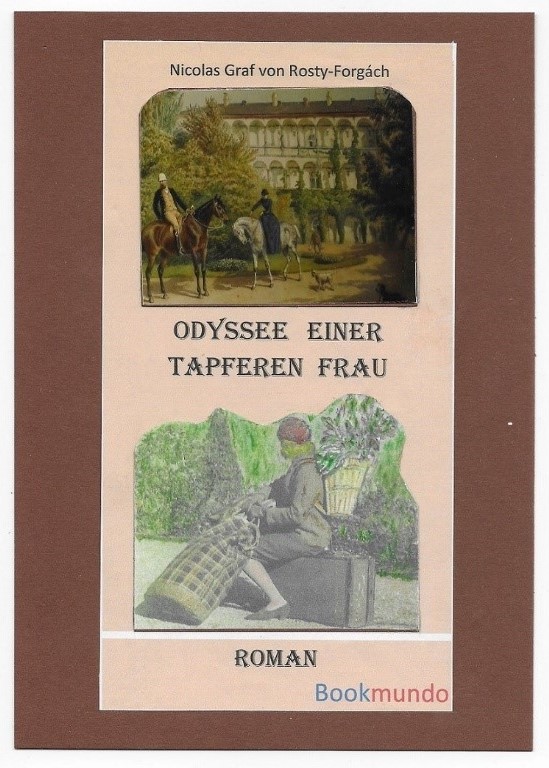 Nicolas Graf von Rosty-Forgách
ODYSSEE EINER
TAPFEREN FRAU
ROMAN
Bookmundo